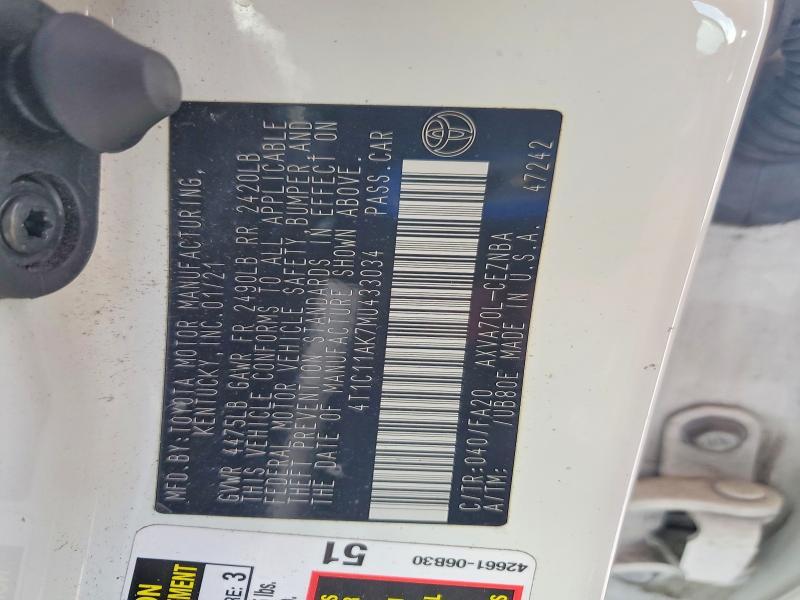 MFD.BY:TOYOTA MOTOR MANUFACTURING,
KENTUCKY, INC. 01/21
GVWR 4475LB GAWR FR 2490LB RR 2420LB
THIS VEHICLE CONFORMS TO ALL APPLICABLE
FEDERAL MOTOR VEHICLE SAFETY, BUMPER AND
THEFT PREVENTION STANDARDS IN EFFECT ON
THE DATE OF MANUFACTURE SHOWN ABOVE.
4T1C11AK7MU433034 PASS.CAR
C/TR:040/FA20 AXVA70L-CEZNBA
A/TM: /UB80E MADE IN U.S.A. 47242
51
42661-06B30
3
lbs.